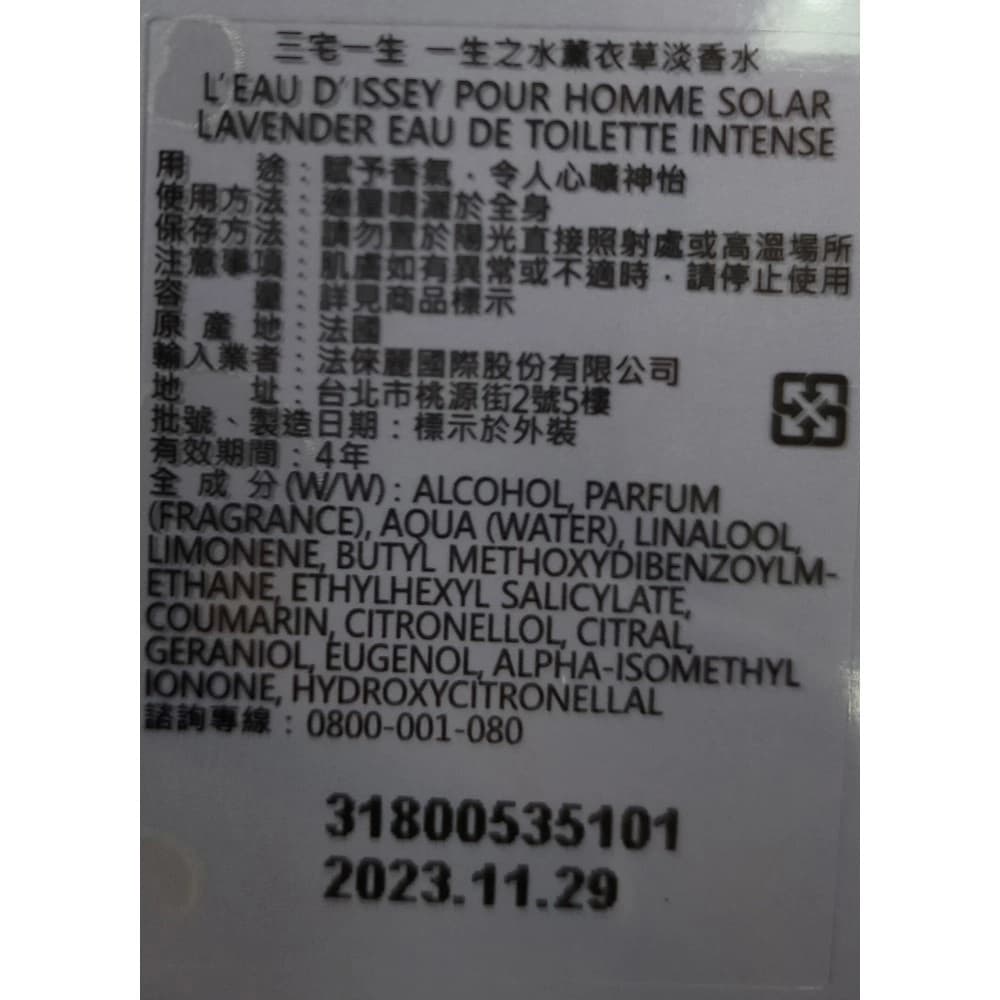 三宅一生 一生之水薰衣草淡香水
L'EAU D'ISSEY POUR HOMME SOLAR
LAVENDER EAU DE TOILETTE INTENSE
用途：賦予香氣，令人心曠神怡
使用方法：適量噴灑於全身
保存方法：請勿置於陽光直接照射處或高溫場所
注意事項：肌膚如有異常或不適時，請停止使用
容量：詳見商品標示
原產地：法國
輸入業者：法倈麗國際股份有限公司
地址：台北市桃源街2號5樓
批號、製造日期：標示於外裝
有效期間：4年
全成分(W/W)：ALCOHOL, PARFUM
(FRAGRANCE), AQUA (WATER), LINALOOL,
LIMONENE, BUTYL METHOXYDIBENZOYLM-
ETHANE, ETHYLHEXYL SALICYLATE,
COUMARIN, CITRONELLOL, CITRAL,
GERANIOL, EUGENOL, ALPHA-ISOMETHYL
IONONE, HYDROXYCITRONELLAL
諮詢專線：0800-001-080
31800535101
2023.11.29